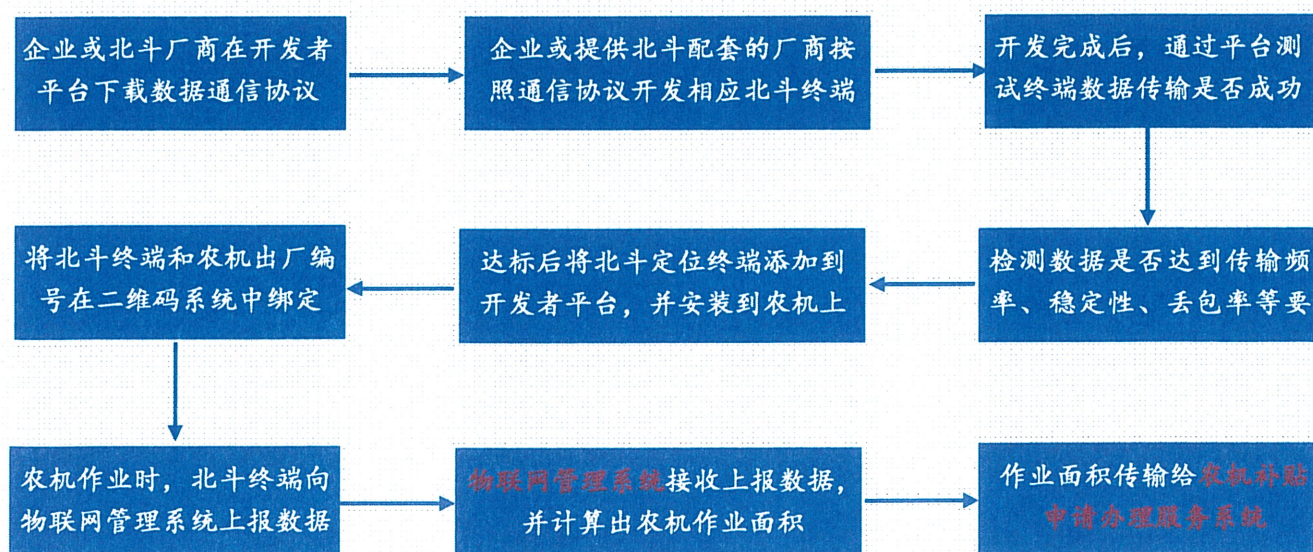 企业或北斗厂商在开发者
平台下载数据通信协议
企业或提供北斗配套的厂商按
照通信协议开发相应北斗终端
开发完成后，通过平台测
试终端数据传输是否成功
检测数据是否达到传输频
率、稳定性、丢包率等要
达标后将北斗定位终端添加到
开发者平台，并安装到农机上
将北斗终端和农机出厂编
号在二维码系统中绑定
农机作业时，北斗终端向
物联网管理系统上报数据
物联网管理系统接收上报数据，
并计算出农机作业面积
作业面积传输给农机补贴
申请办理服务系统